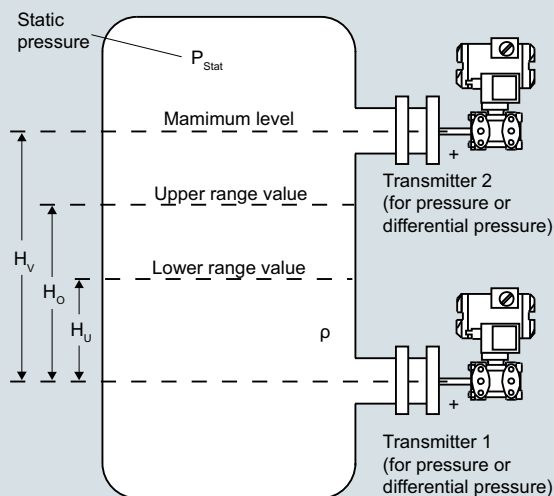 Static
pressure
P_Stat
Mamimum level
+
Transmitter 2
(for pressure or
differential pressure)
Upper range value
H_V
Lower range value
H_O
H_U
ρ
+
Transmitter 1
(for pressure or
differential pressure)